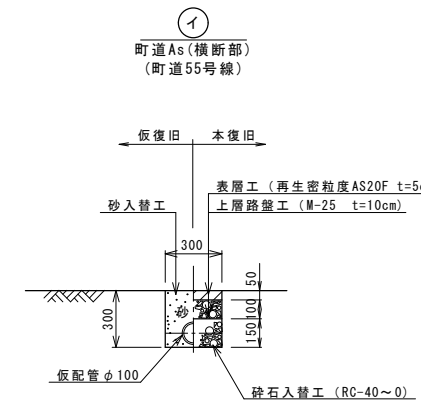 イ
町道As(横断部)
(町道55号線)
仮復旧
本復旧
表層工 (再生密粒度AS20F t=5c
砂入替工
上層路盤工 (M-25 t=10cm)
300
50
100
150
300
砂
仮配管φ100
砕石入替工 (RC-40~0)